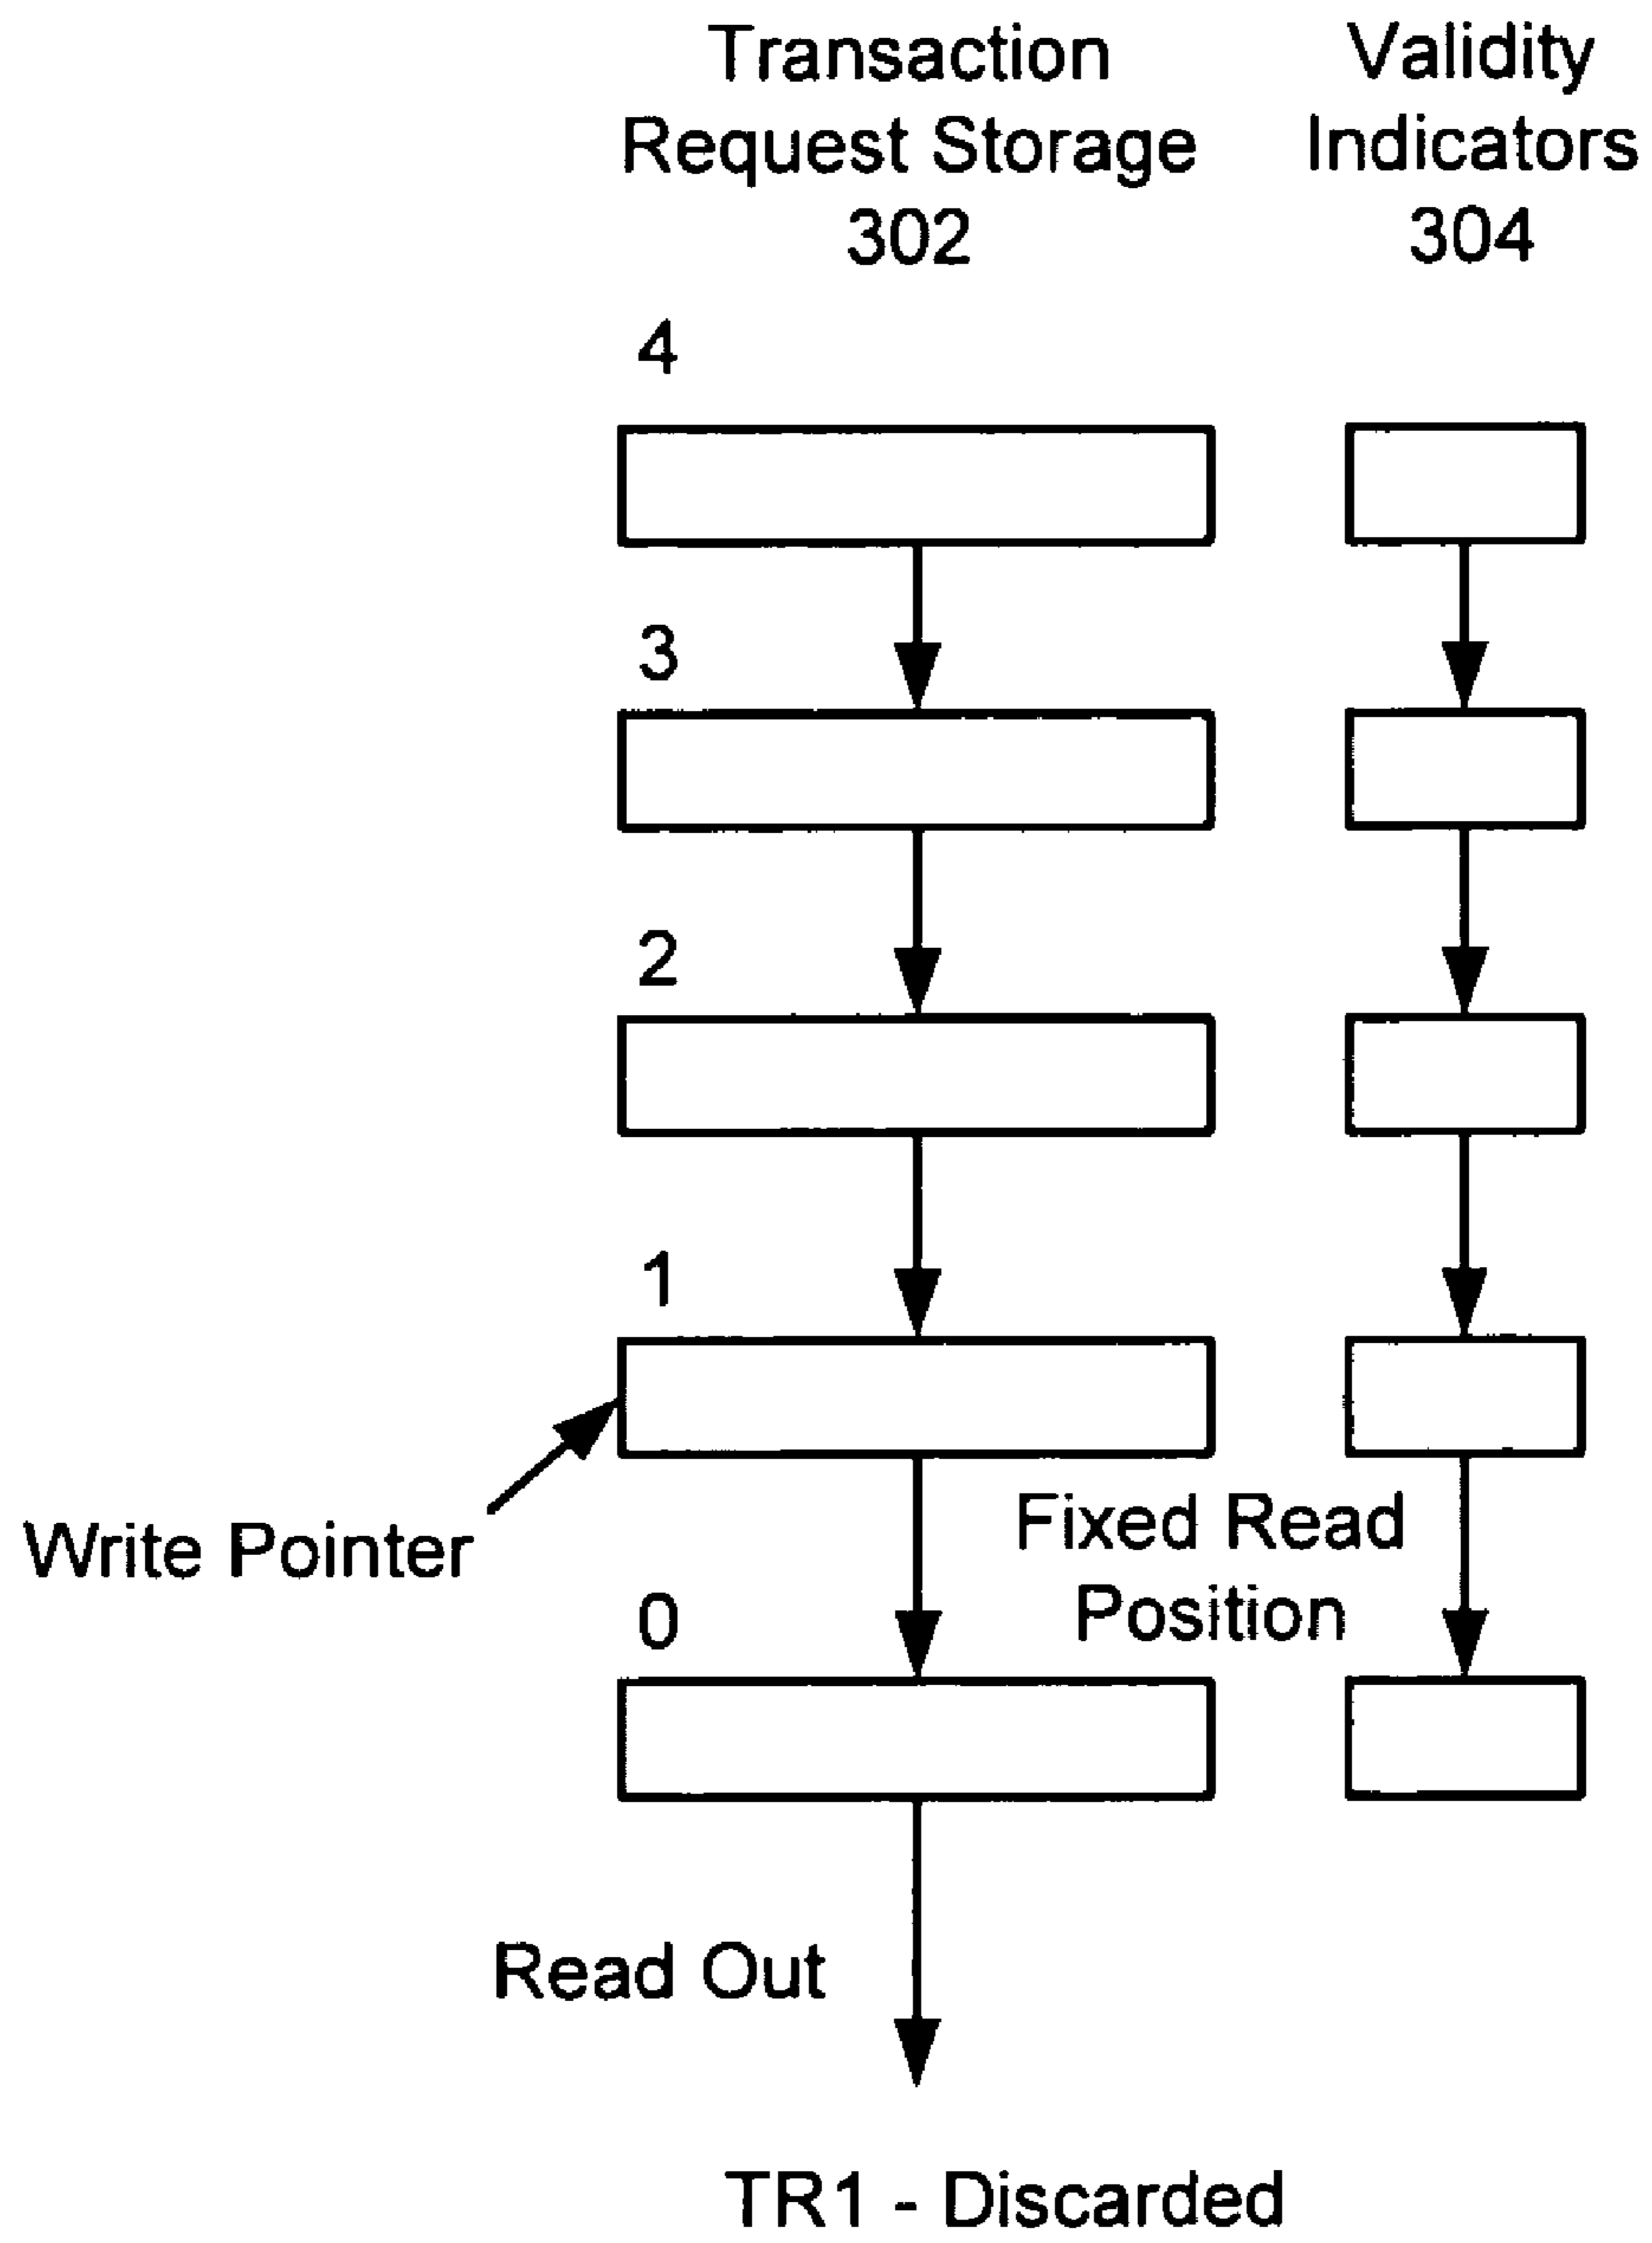 Transaction
Request Storage
302
Validity
Indicators
304
4
3
2
1
Write Pointer
Fixed Read
Position
0
Read Out
TR1 - Discarded